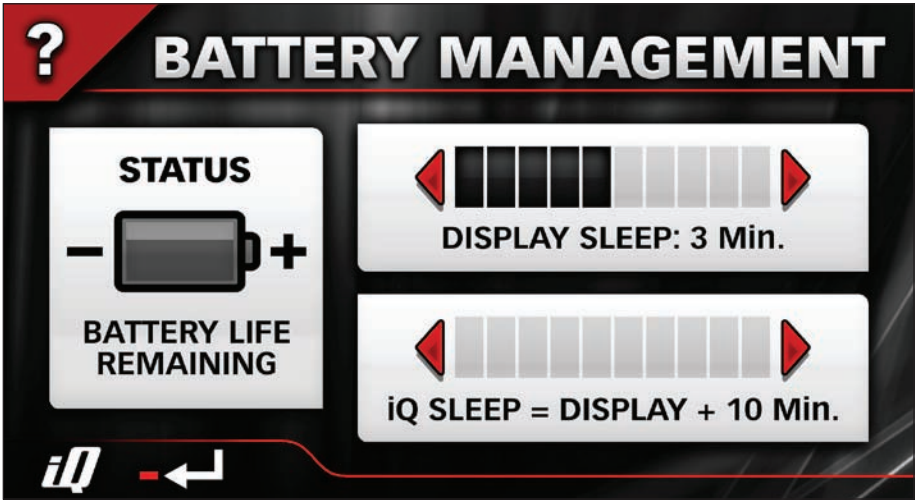 ?
BATTERY MANAGEMENT
STATUS
- +
BATTERY LIFE
REMAINING
DISPLAY SLEEP: 3 Min.
iQ SLEEP = DISPLAY + 10 Min.
iQ